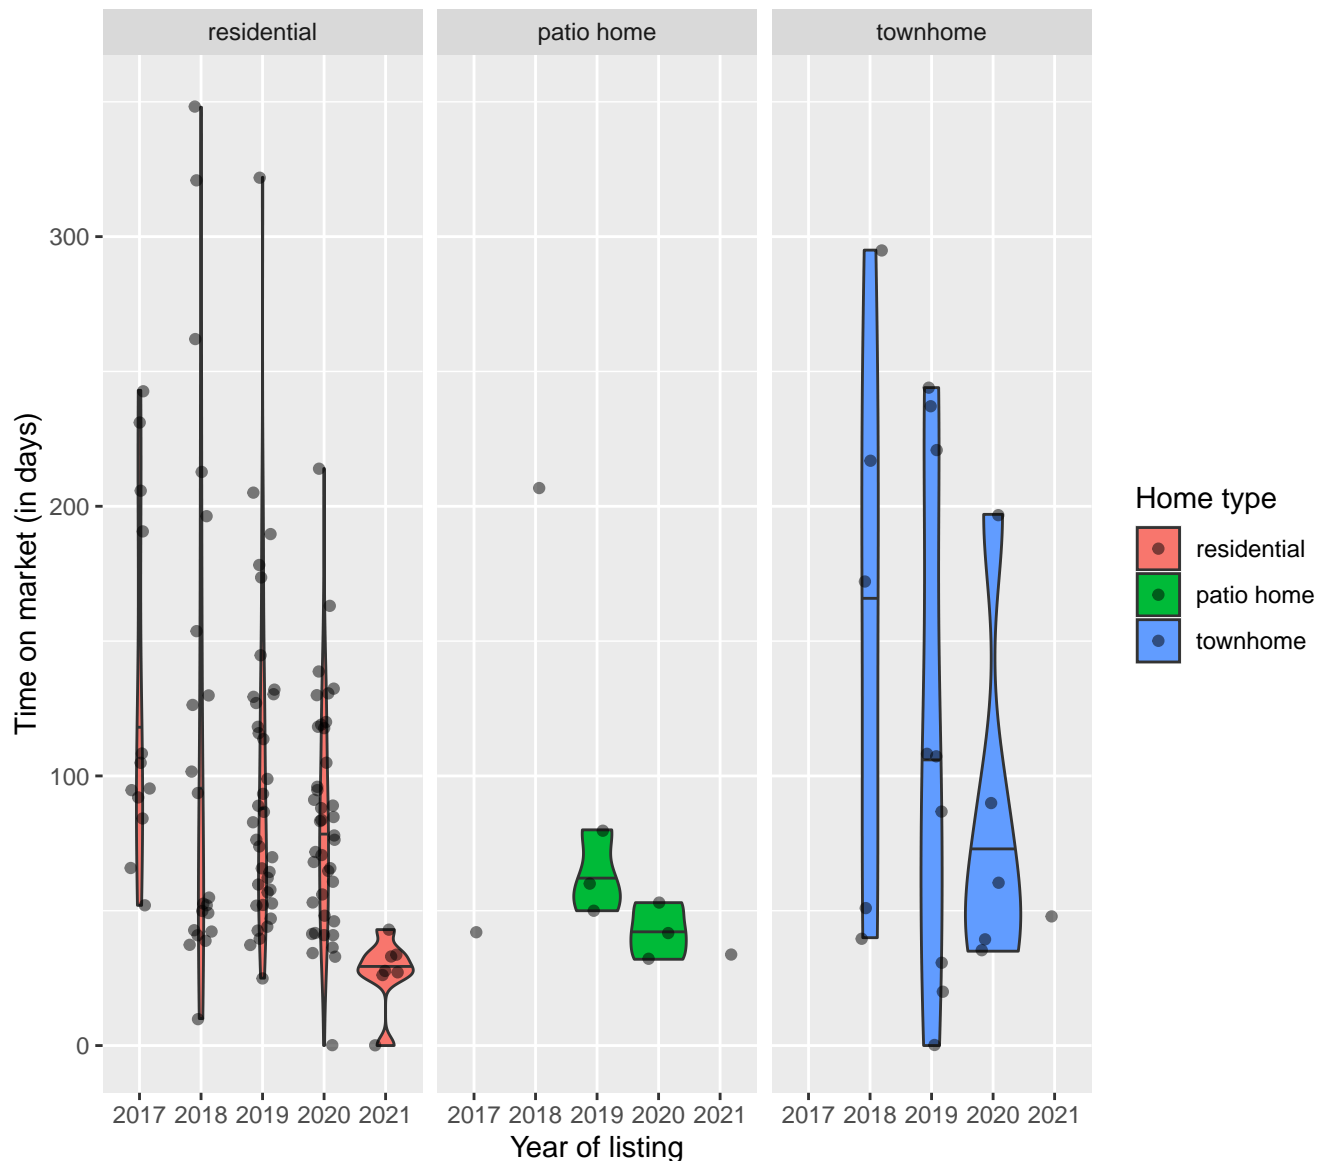 residential patio home townhome
Time on market (in days)
300
200
100
0
2017 2018 2019 2020 2021 2017 2018 2019 2020 2021 2017 2018 2019 2020 2021
Year of listing
Home type
residential
patio home
townhome